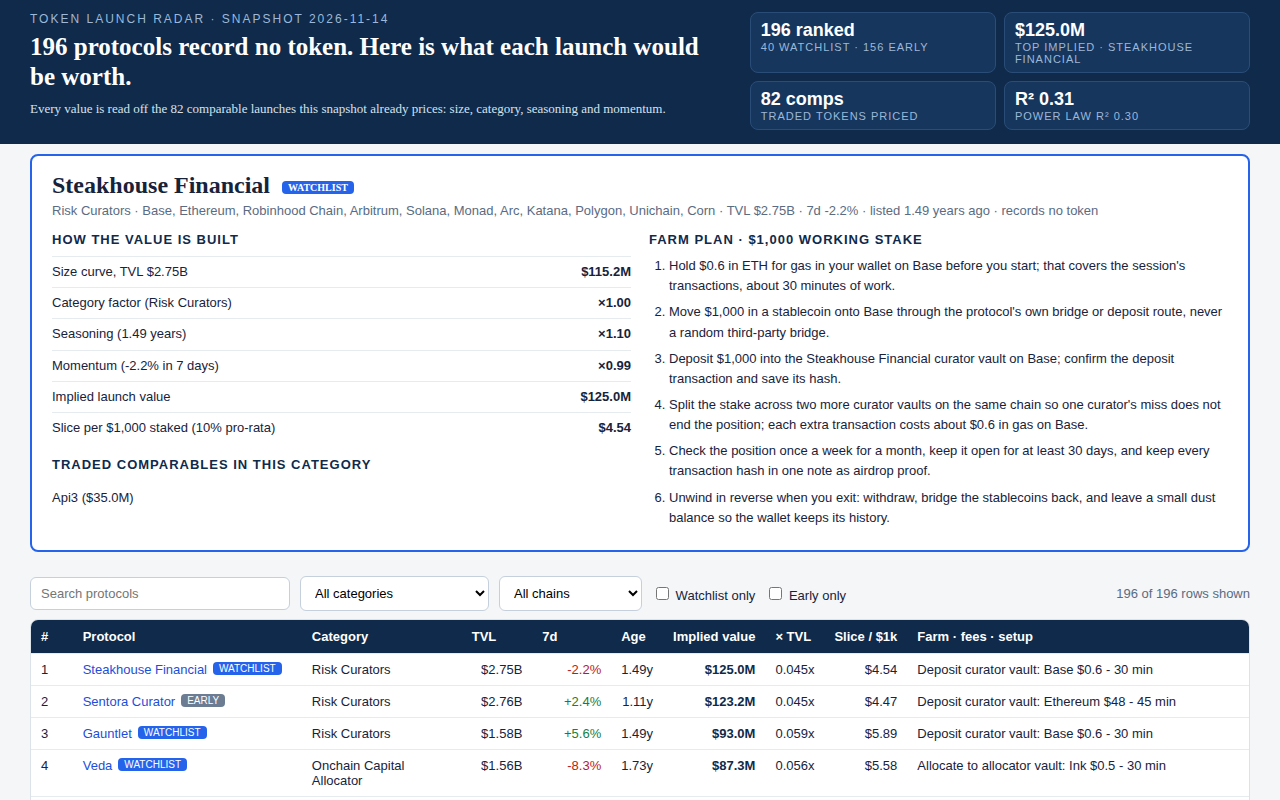 TOKEN LAUNCH RADAR · SNAPSHOT 2026-11-14
196 protocols record no token. Here is what each launch would
be worth.
Every value is read off the 82 comparable launches this snapshot already prices: size, category, seasoning and momentum.
196 ranked
40 WATCHLIST · 156 EARLY
$125.0M
TOP IMPLIED · STEAKHOUSE
FINANCIAL
82 comps
TRADED TOKENS PRICED
R² 0.31
POWER LAW R² 0.30
Steakhouse Financial WATCHLIST
Risk Curators · Base, Ethereum, Robinhood Chain, Arbitrum, Solana, Monad, Arc, Katana, Polygon, Unichain, Corn · TVL $2.75B · 7d -2.2% · listed 1.49 years ago · records no token
HOW THE VALUE IS BUILT
Size curve, TVL $2.75B $115.2M
Category factor (Risk Curators) ×1.00
Seasoning (1.49 years) ×1.10
Momentum (-2.2% in 7 days) ×0.99
Implied launch value $125.0M
Slice per $1,000 staked (10% pro-rata) $4.54
TRADED COMPARABLES IN THIS CATEGORY
Api3 ($35.0M)
FARM PLAN · $1,000 WORKING STAKE
1. Hold $0.6 in ETH for gas in your wallet on Base before you start; that covers the session's
transactions, about 30 minutes of work.
2. Move $1,000 in a stablecoin onto Base through the protocol's own bridge or deposit route, never
a random third-party bridge.
3. Deposit $1,000 into the Steakhouse Financial curator vault on Base; confirm the deposit
transaction and save its hash.
4. Split the stake across two more curator vaults on the same chain so one curator's miss does not
end the position; each extra transaction costs about $0.6 in gas on Base.
5. Check the position once a week for a month, keep it open for at least 30 days, and keep every
transaction hash in one note as airdrop proof.
6. Unwind in reverse when you exit: withdraw, bridge the stablecoins back, and leave a small dust
balance so the wallet keeps its history.
Search protocols All categories All chains Watchlist only Early only 196 of 196 rows shown
# Protocol Category TVL 7d Age Implied value × TVL Slice / $1k Farm · fees · setup
1 Steakhouse Financial WATCHLIST Risk Curators $2.75B -2.2% 1.49y $125.0M 0.045x $4.54 Deposit curator vault: Base $0.6 - 30 min
2 Sentora Curator EARLY Risk Curators $2.76B +2.4% 1.11y $123.2M 0.045x $4.47 Deposit curator vault: Ethereum $48 - 45 min
3 Gauntlet WATCHLIST Risk Curators $1.58B +5.6% 1.49y $93.0M 0.059x $5.89 Deposit curator vault: Base $0.6 - 30 min
4 Veda WATCHLIST Onchain Capital $1.56B -8.3% 1.73y $87.3M 0.056x $5.58 Allocate to allocator vault: Ink $0.5 - 30 min
Allocator